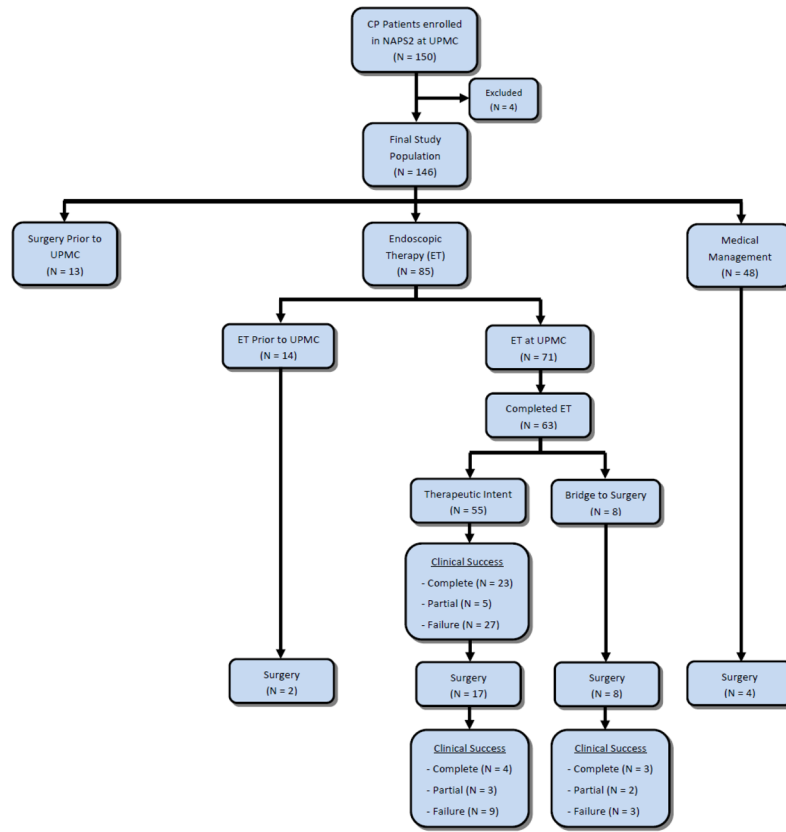 CP Patients enrolled
in NAPS2 at UPMC
(N = 150)
Excluded
(N = 4)
Final Study
Population
(N = 146)
Surgery Prior to
UPMC
(N = 13)
Endoscopic
Therapy (ET)
(N = 85)
Medical
Management
(N = 48)
ET Prior to UPMC
(N = 14)
ET at UPMC
(N = 71)
Completed ET
(N = 63)
Therapeutic Intent
(N = 55)
Bridge to Surgery
(N = 8)
Clinical Success
- Complete (N = 23)
- Partial (N = 5)
- Failure (N = 27)
Surgery
(N = 2)
Surgery
(N = 17)
Surgery
(N = 8)
Surgery
(N = 4)
Clinical Success
- Complete (N = 4)
- Partial (N = 3)
- Failure (N = 9)
Clinical Success
- Complete (N = 3)
- Partial (N = 2)
- Failure (N = 3)